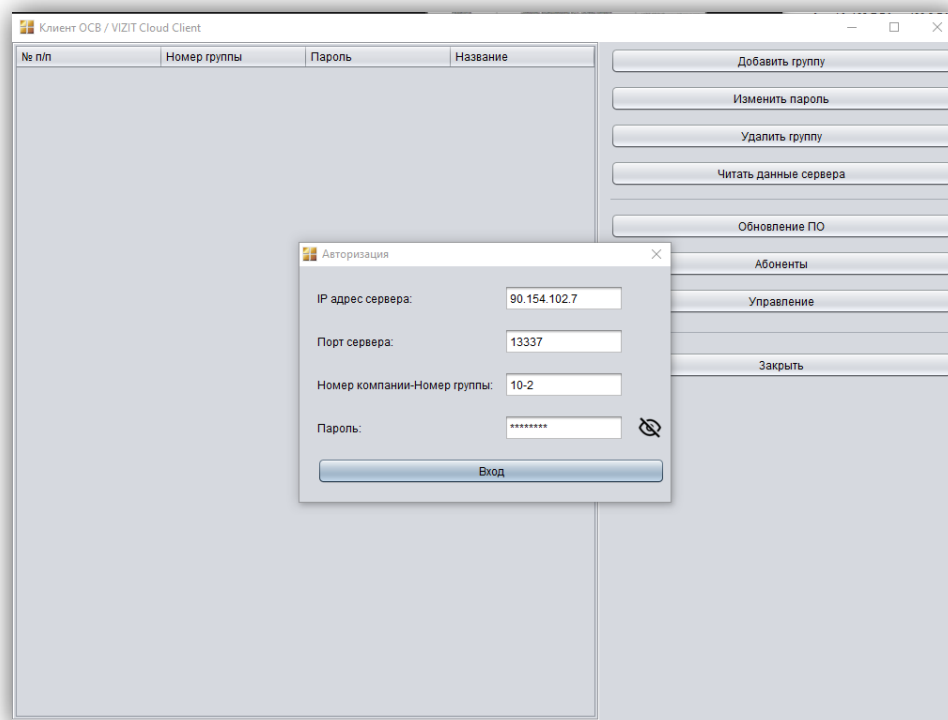 Клиент ОСВ / VIZIT Cloud Client
№ п/п Номер группы Пароль Название
Добавить группу
Изменить пароль
Удалить группу
Читать данные сервера
Обновление ПО
Абоненты
Управление
Закрыть
Авторизация
IP адрес сервера: 90.154.102.7
Порт сервера: 13337
Номер компании-Номер группы: 10-2
Пароль: ********
Вход